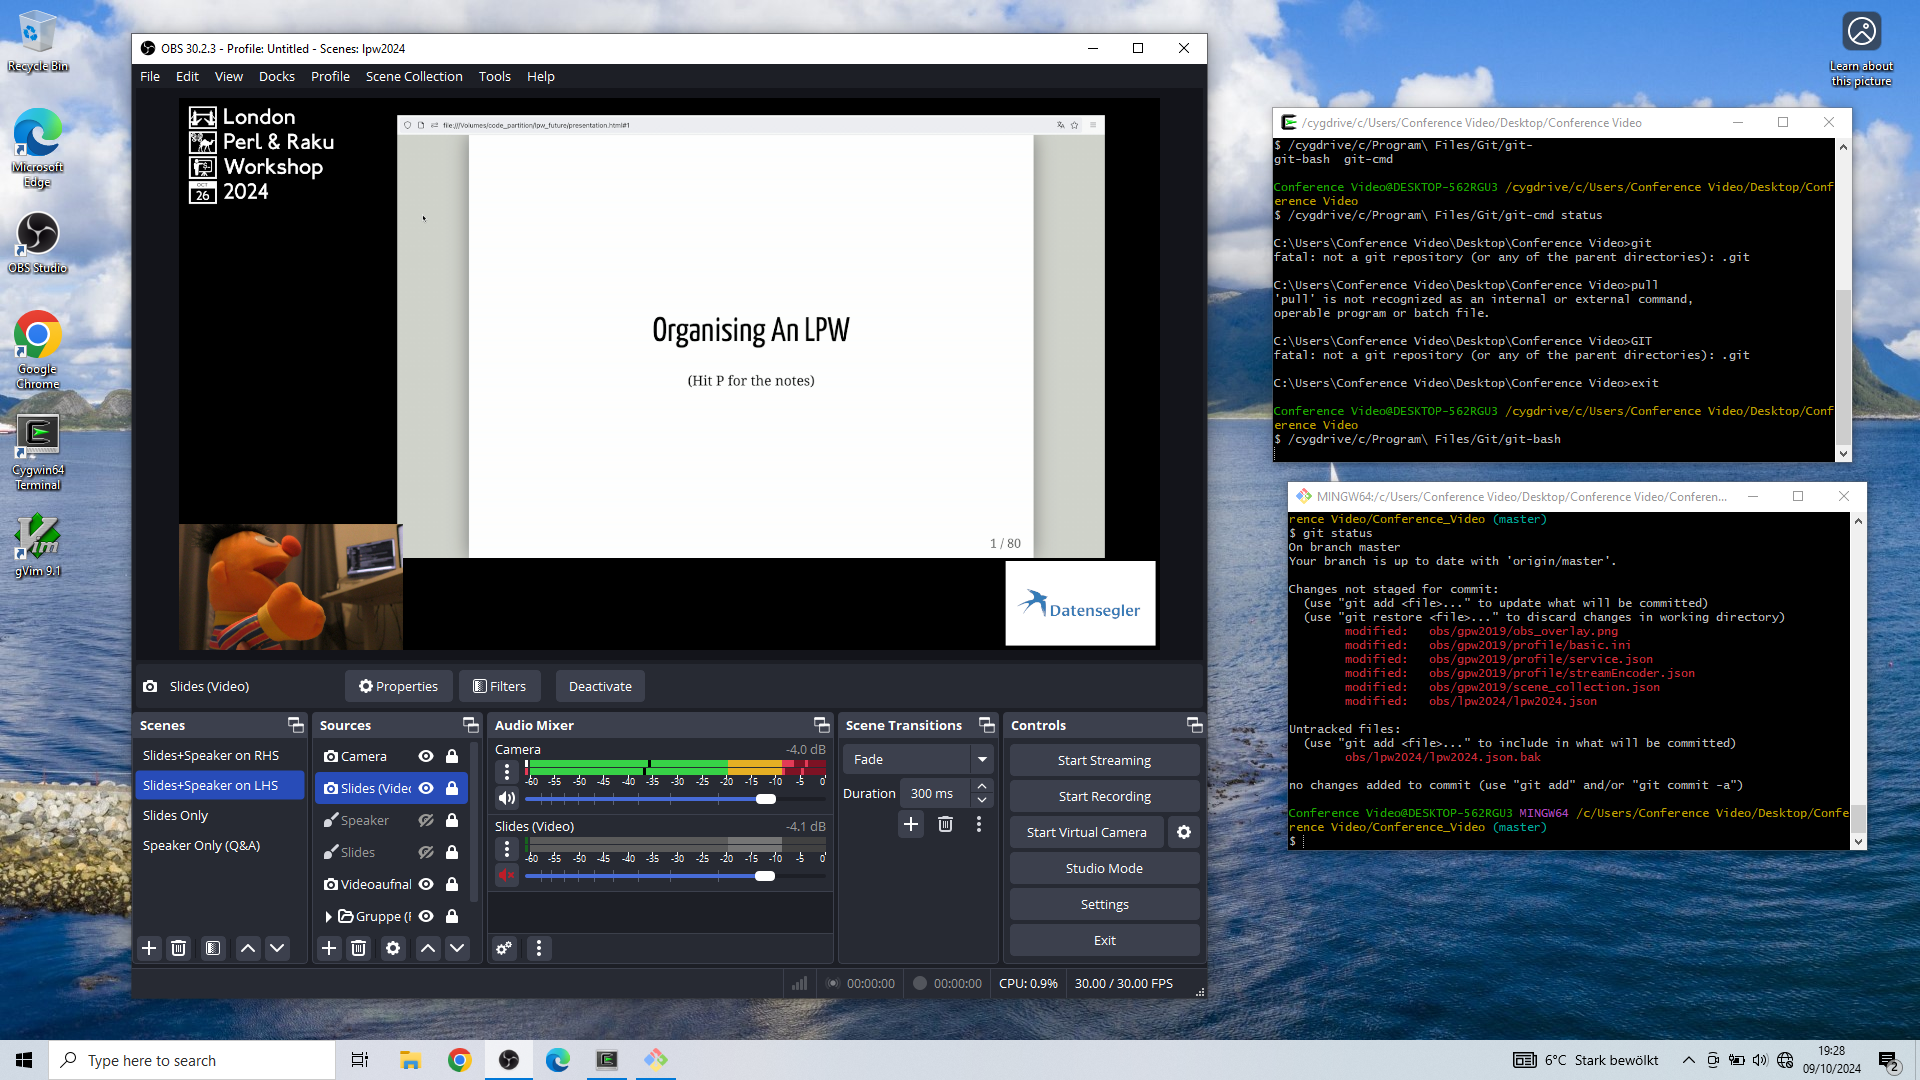 Recycle Bin
Microsoft
Edge
OBS Studio
Google
Chrome
Cygwin64
Terminal
gVim 9.1
Learn about
this picture
OBS 30.2.3 - Profile: Untitled - Scenes: lpw2024
File Edit View Docks Profile Scene Collection Tools Help
London
Perl & Raku
Workshop
2024
OCT
26
file:///Volumes/code_partition/lpw_future/presentation.html#1
Organising An LPW
(Hit P for the notes)
1 / 80
Datensegler
Slides (Video)
Properties
Filters
Deactivate
Scenes
Slides+Speaker on RHS
Slides+Speaker on LHS
Slides Only
Speaker Only (Q&A)
Sources
Camera
Slides (Videc
Speaker
Slides
Videoaufnal
Gruppe (F
Audio Mixer
Camera -4.0 dB
-60 -55 -50 -45 -40 -35 -30 -25 -20 -15 -10 -5 0
Slides (Video) -4.1 dB
-60 -55 -50 -45 -40 -35 -30 -25 -20 -15 -10 -5 0
Scene Transitions
Fade
Duration 300 ms
Controls
Start Streaming
Start Recording
Start Virtual Camera
Studio Mode
Settings
Exit
00:00:00 00:00:00 CPU: 0.9% 30.00 / 30.00 FPS
/cygdrive/c/Users/Conference Video/Desktop/Conference Video
$ /cygdrive/c/Program\ Files/Git/git-
git-bash git-cmd
Conference Video@DESKTOP-562RGU3 /cygdrive/c/Users/Conference Video/Desktop/Conf
erence Video
$ /cygdrive/c/Program\ Files/Git/git-cmd status
C:\Users\Conference Video\Desktop\Conference Video>git
fatal: not a git repository (or any of the parent directories): .git
C:\Users\Conference Video\Desktop\Conference Video>pull
'pull' is not recognized as an internal or external command,
operable program or batch file.
C:\Users\Conference Video\Desktop\Conference Video>GIT
fatal: not a git repository (or any of the parent directories): .git
C:\Users\Conference Video\Desktop\Conference Video>exit
Conference Video@DESKTOP-562RGU3 /cygdrive/c/Users/Conference Video/Desktop/Conf
erence Video
$ /cygdrive/c/Program\ Files/Git/git-bash
MINGW64:/c/Users/Conference Video/Desktop/Conference Video/Conferen...
rence Video/Conference_Video (master)
$ git status
On branch master
Your branch is up to date with 'origin/master'.
Changes not staged for commit:
(use "git add <file>..." to update what will be committed)
(use "git restore <file>..." to discard changes in working directory)
modified: obs/gpw2019/obs_overlay.png
modified: obs/gpw2019/profile/basic.ini
modified: obs/gpw2019/profile/service.json
modified: obs/gpw2019/profile/streamEncoder.json
modified: obs/gpw2019/scene_collection.json
modified: obs/lpw2024/lpw2024.json
Untracked files:
(use "git add <file>..." to include in what will be committed)
obs/lpw2024/lpw2024.json.bak
no changes added to commit (use "git add" and/or "git commit -a")
Conference Video@DESKTOP-562RGU3 MINGW64 /c/Users/Conference Video/Desktop/Confe
rence Video/Conference_Video (master)
$
Type here to search
6°C Stark bewölkt
19:28
09/10/2024
2